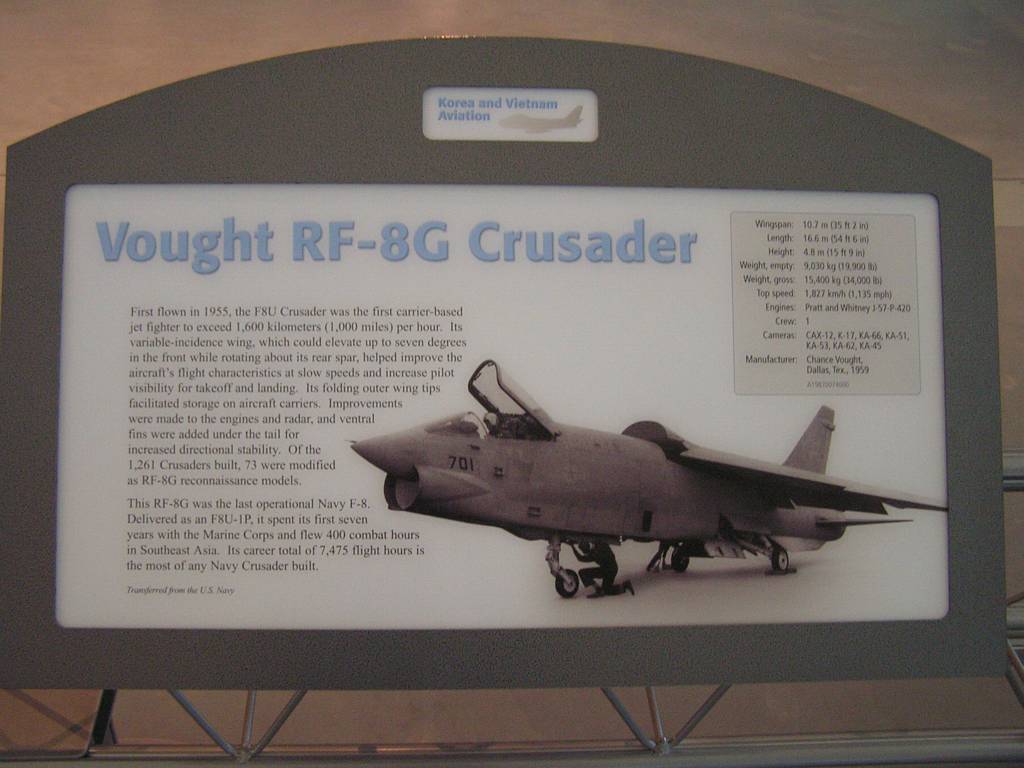 Korea and Vietnam
Aviation
Vought RF-8G Crusader
First flown in 1955, the F8U Crusader was the first carrier-based
jet fighter to exceed 1,600 kilometers (1,000 miles) per hour. Its
variable-incidence wing, which could elevate up to seven degrees
in the front while rotating about its rear spar, helped improve the
aircraft's flight characteristics at slow speeds and increase pilot
visibility for takeoff and landing. Its folding outer wing tips
facilitated storage on aircraft carriers. Improvements
were made to the engines and radar, and ventral
fins were added under the tail for
increased directional stability. Of the
1,261 Crusaders built, 73 were modified
as RF-8G reconnaissance models.
This RF-8G was the last operational Navy F-8.
Delivered as an F8U-1P, it spent its first seven
years with the Marine Corps and flew 400 combat hours
in Southeast Asia. Its career total of 7,475 flight hours is
the most of any Navy Crusader built.
Transferred from the U.S. Navy
Wingspan: 10.7 m (35 ft 2 in)
Length: 16.6 m (54 ft 6 in)
Height: 4.8 m (15 ft 9 in)
Weight, empty: 9,030 kg (19,900 lb)
Weight, gross: 15,400 kg (34,000 lb)
Top speed: 1,827 km/h (1,135 mph)
Engines: Pratt and Whitney J-57-P-420
Crew: 1
Cameras: CAX-12, K-17, KA-66, KA-51,
KA-53, KA-62, KA-45
Manufacturer: Chance Vought,
Dallas, Tex., 1959
701